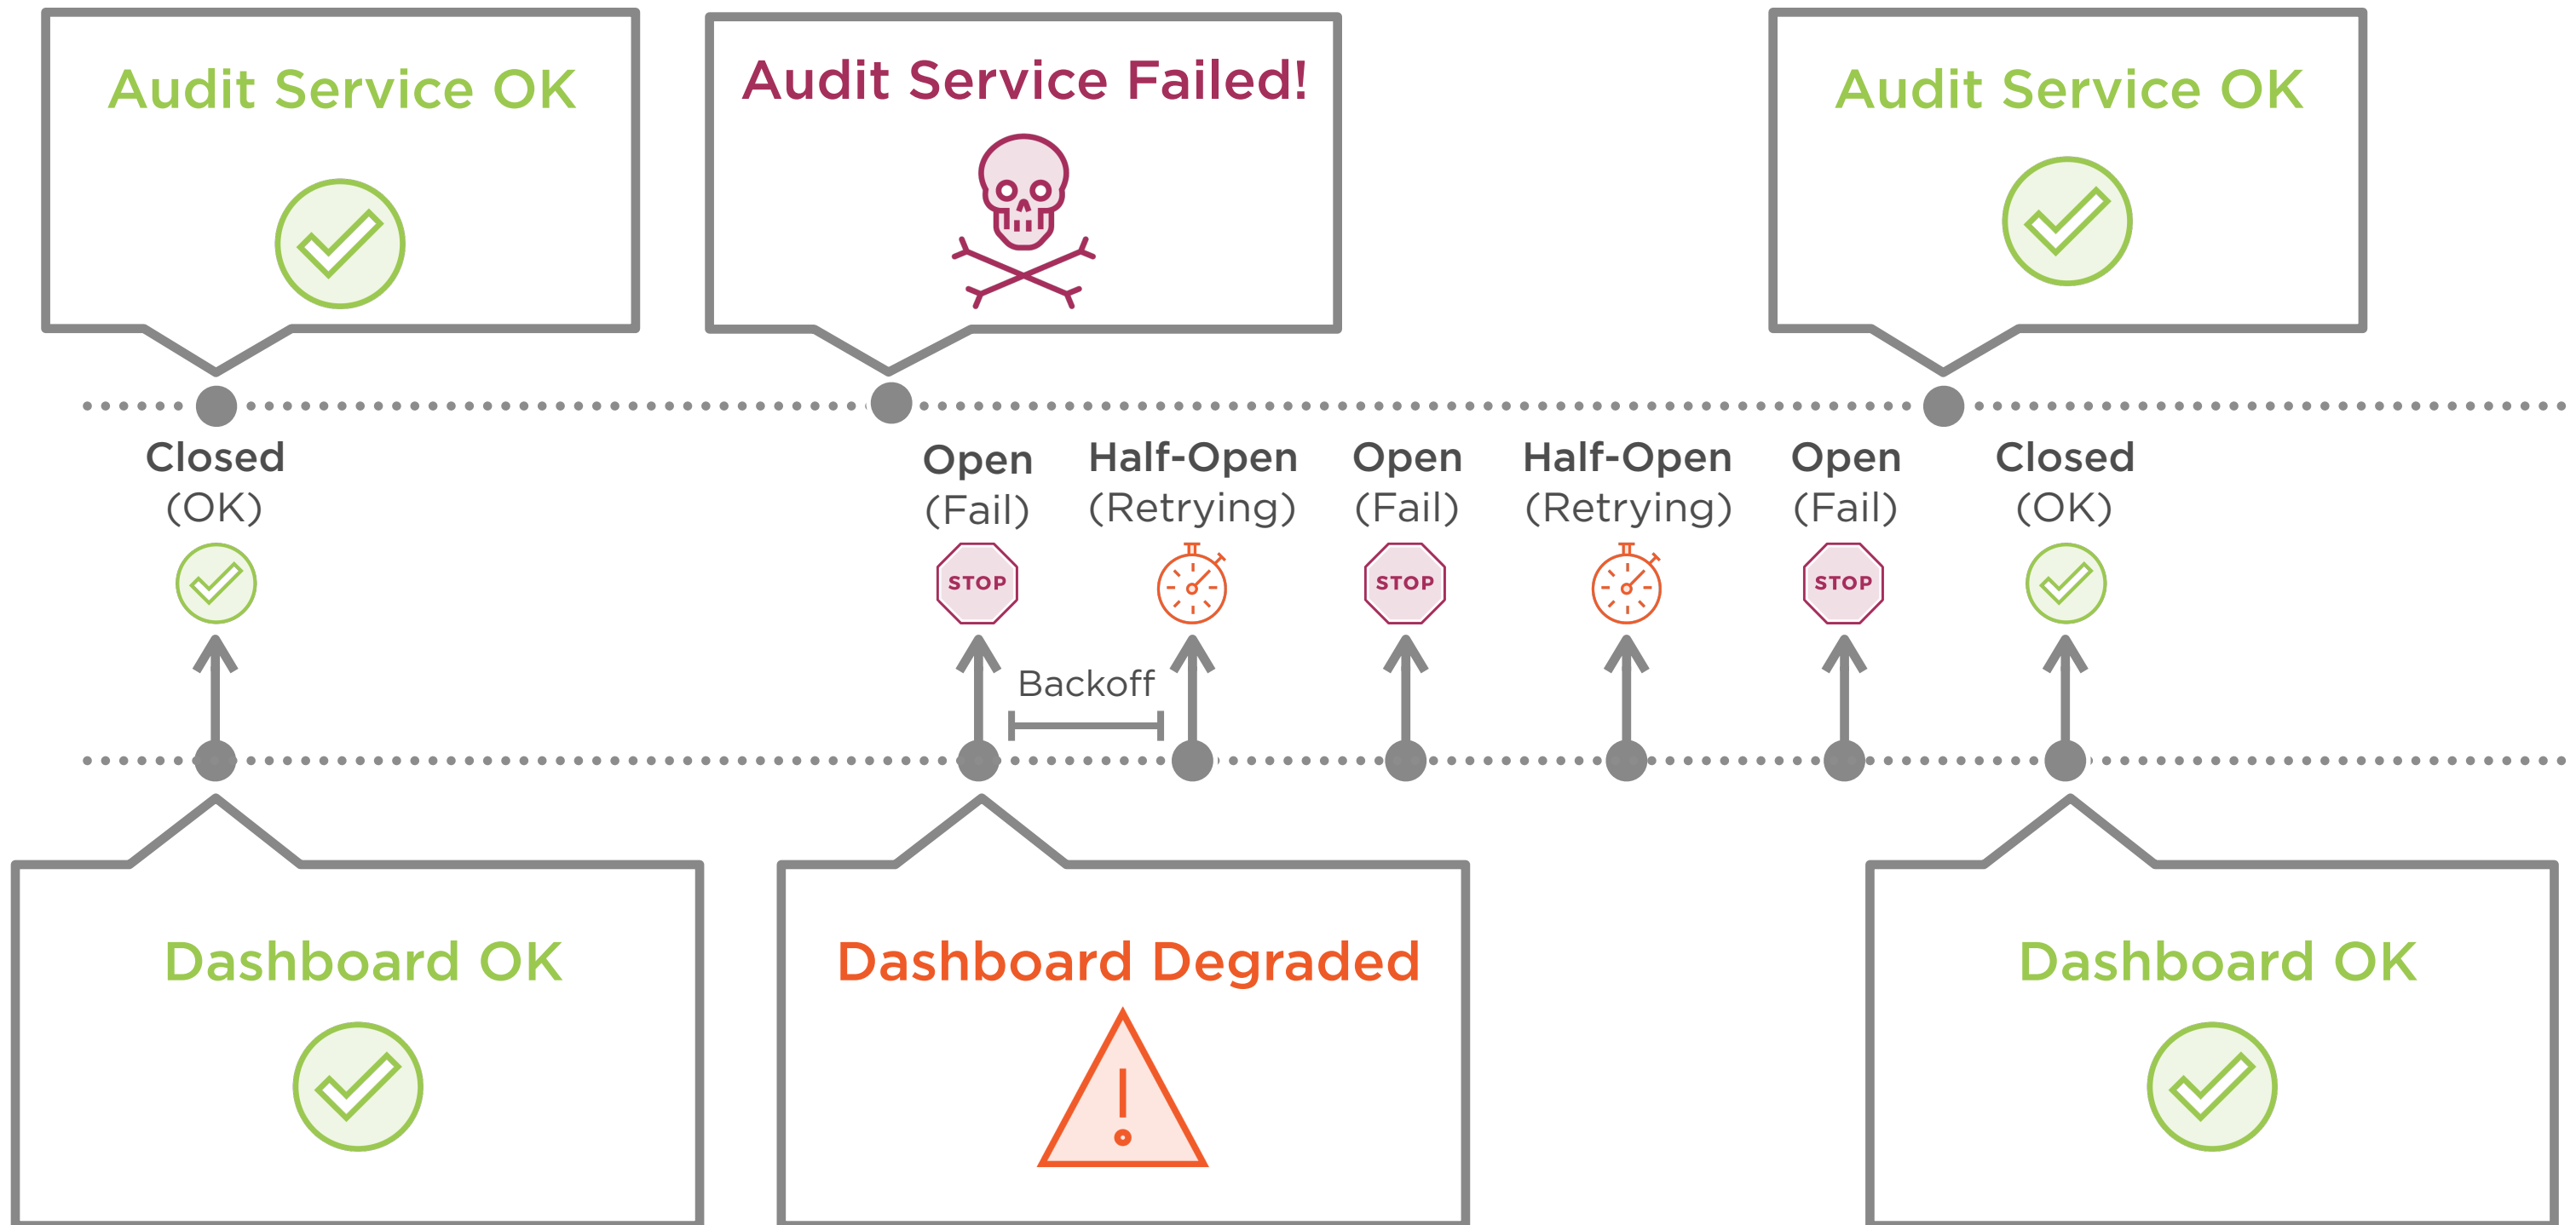 Audit Service OK
Audit Service Failed!
Audit Service OK
Closed
(OK)
Open
(Fail)
STOP
Half-Open
(Retrying)
Open
(Fail)
STOP
Half-Open
(Retrying)
Open
(Fail)
STOP
Closed
(OK)
Backoff
Dashboard OK
Dashboard Degraded
Dashboard OK